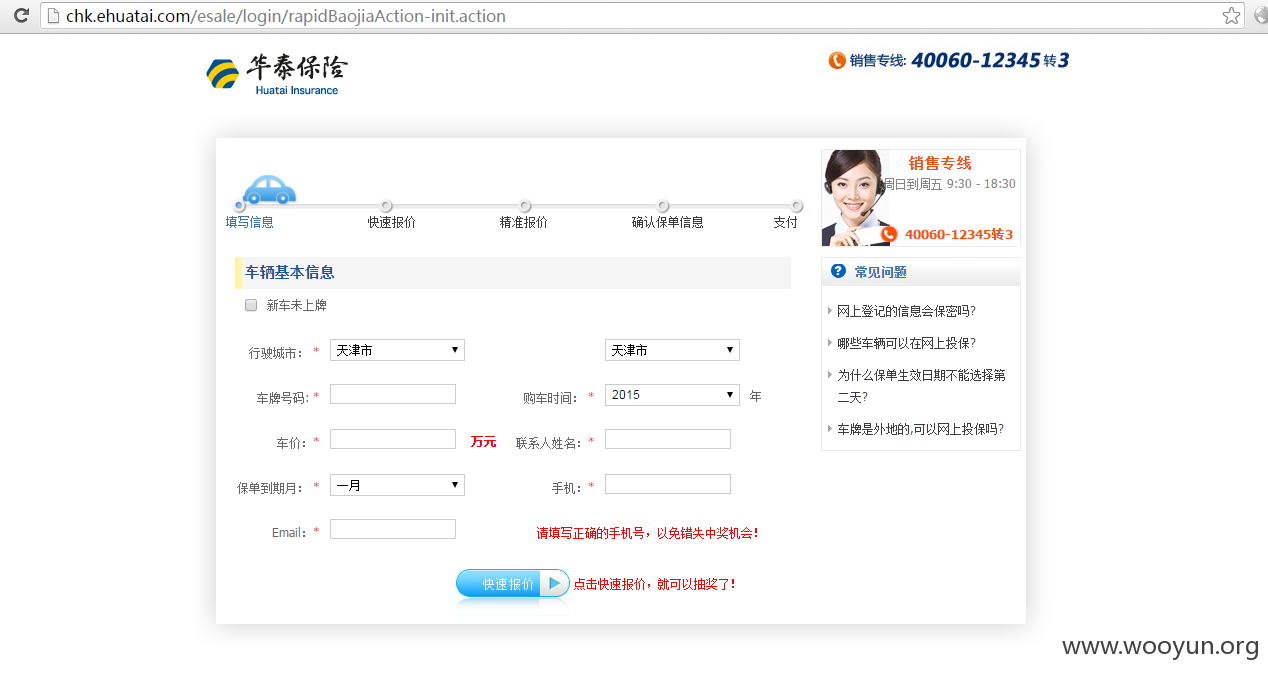 chk.ehuatai.com/esale/login/rapidBaojiaAction-init.action
华泰保险
Huatai Insurance
销售专线: 40060-12345转3
填写信息 快速报价 精准报价 确认保单信息 支付
销售专线
周日到周五 9:30 - 18:30
40060-12345转3
车辆基本信息
新车未上牌
行驶城市: * 天津市 天津市
车牌号码: * 购车时间: * 2015 年
车价: * 万元 联系人姓名: *
保单到期月: * 一月 手机: *
Email: * 请填写正确的手机号，以免错失中奖机会!
快速报价 点击快速报价，就可以抽奖了!
? 常见问题
网上登记的信息会保密吗?
哪些车辆可以在网上投保?
为什么保单生效日期不能选择第
二天?
车牌是外地的,可以网上投保吗?
www.wooyun.org